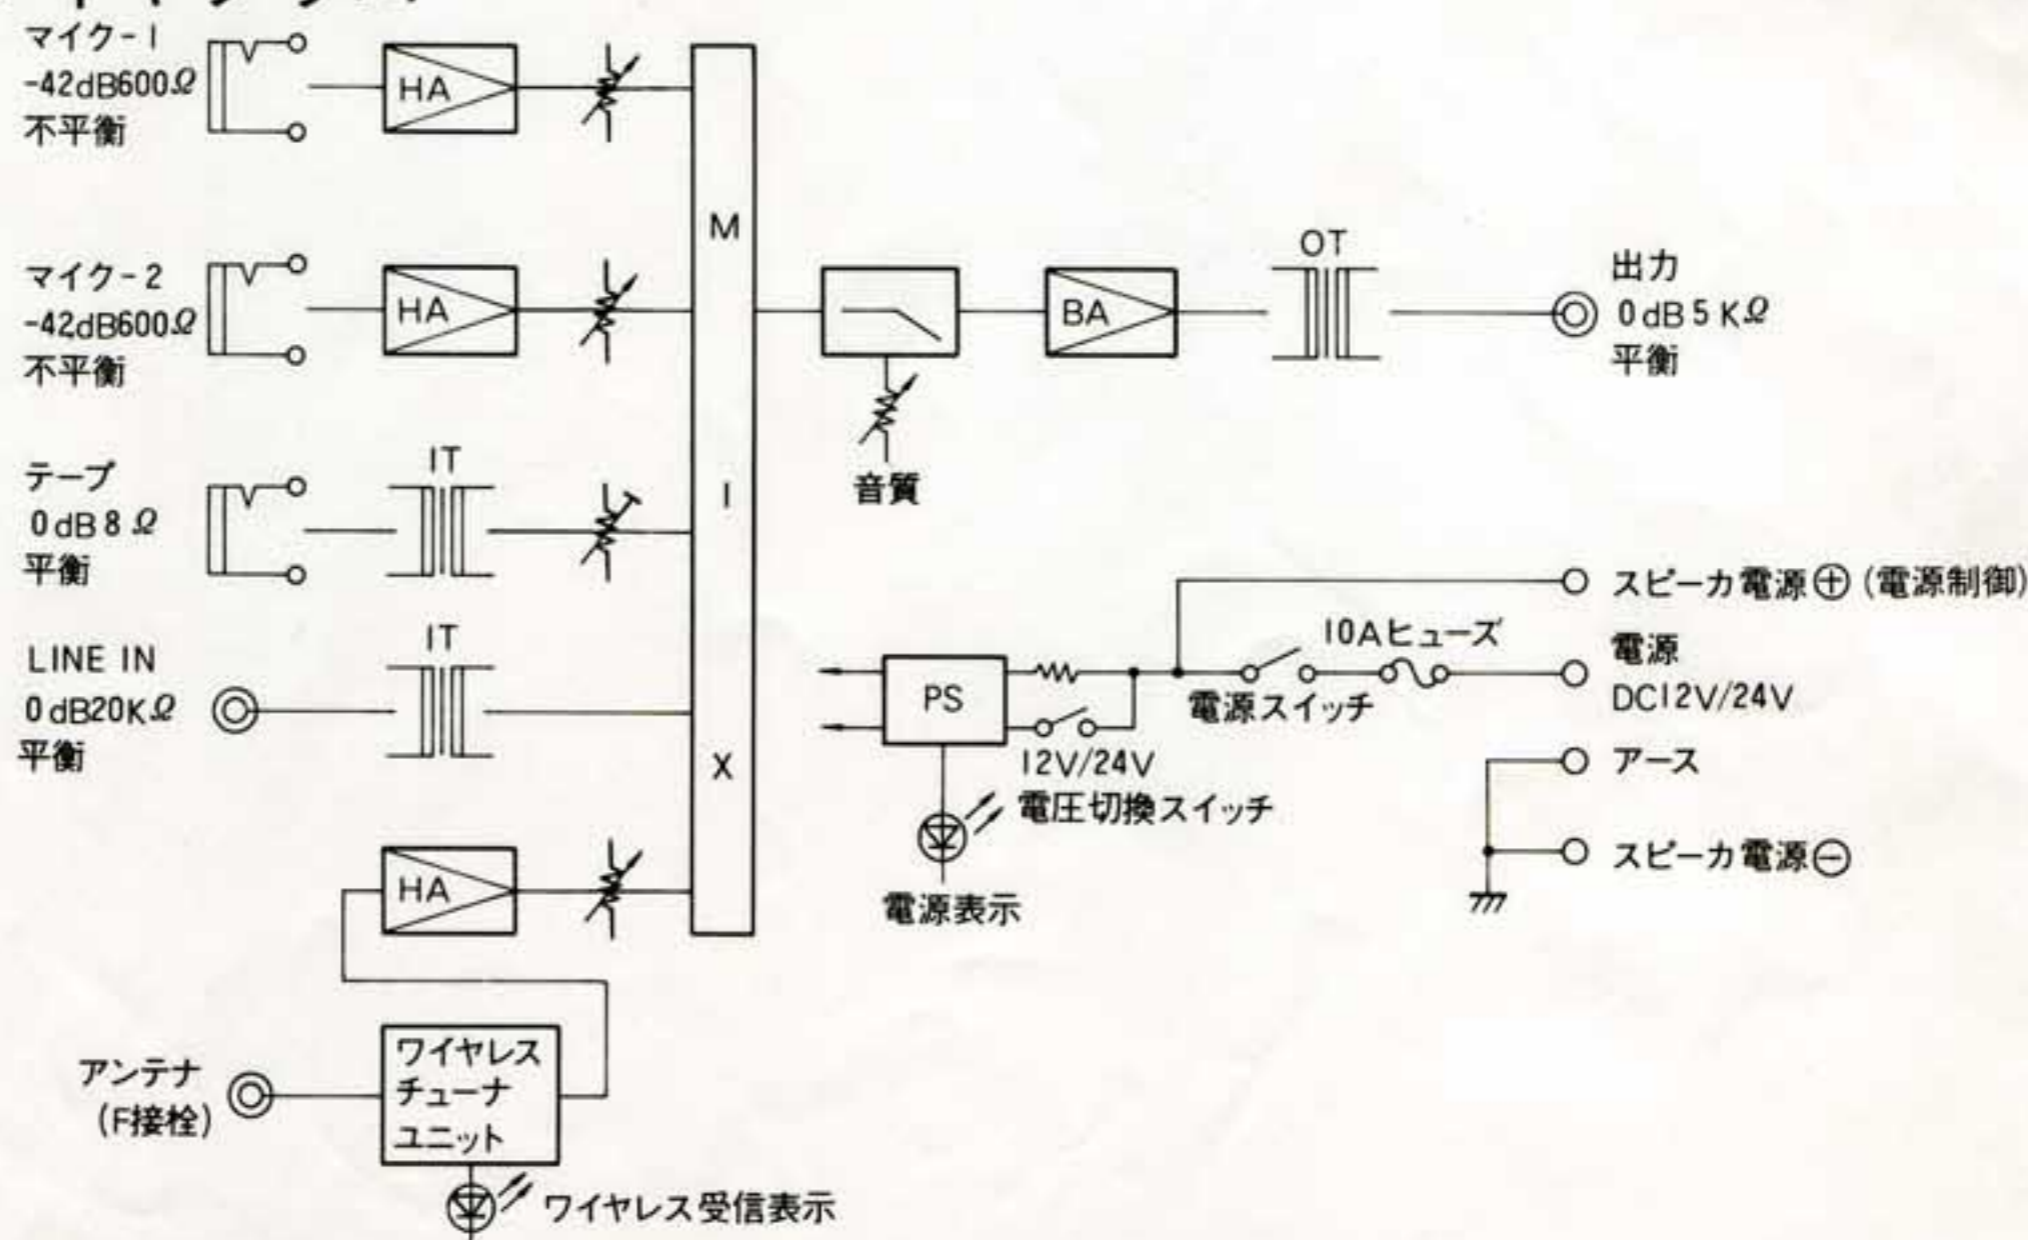 マイク-1
-42dB600Ω
不平衡
HA
マイク-2
-42dB600Ω
不平衡
HA
テープ
0dB8Ω
平衡
IT
LINE IN
0dB20KΩ
平衡
IT
HA
アンテナ
(F接栓)
ワイヤレス
チューナ
ユニット
ワイヤレス受信表示
M
I
X
音質
BA
OT
出力
0dB5KΩ
平衡
スピーカ電源⊕(電源制御)
10Aヒューズ
電源
DC12V/24V
電源スイッチ
PS
12V/24V
電圧切換スイッチ
電源表示
アース
スピーカ電源⊖